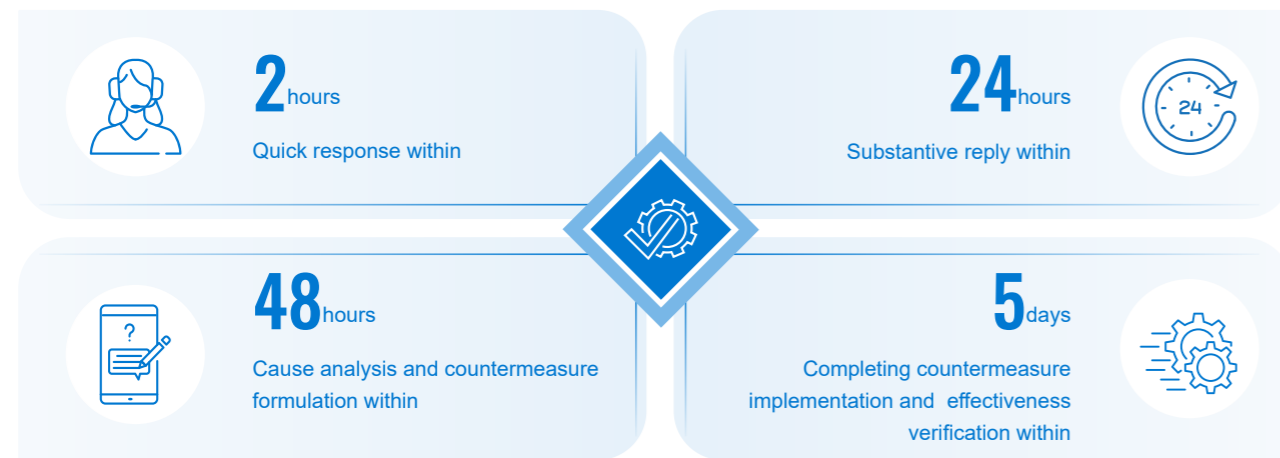 2hours
Quick response within
24hours
Substantive reply within
24
48hours
Cause analysis and countermeasure
formulation within
?
5days
Completing countermeasure
implementation and  effectiveness
verification within